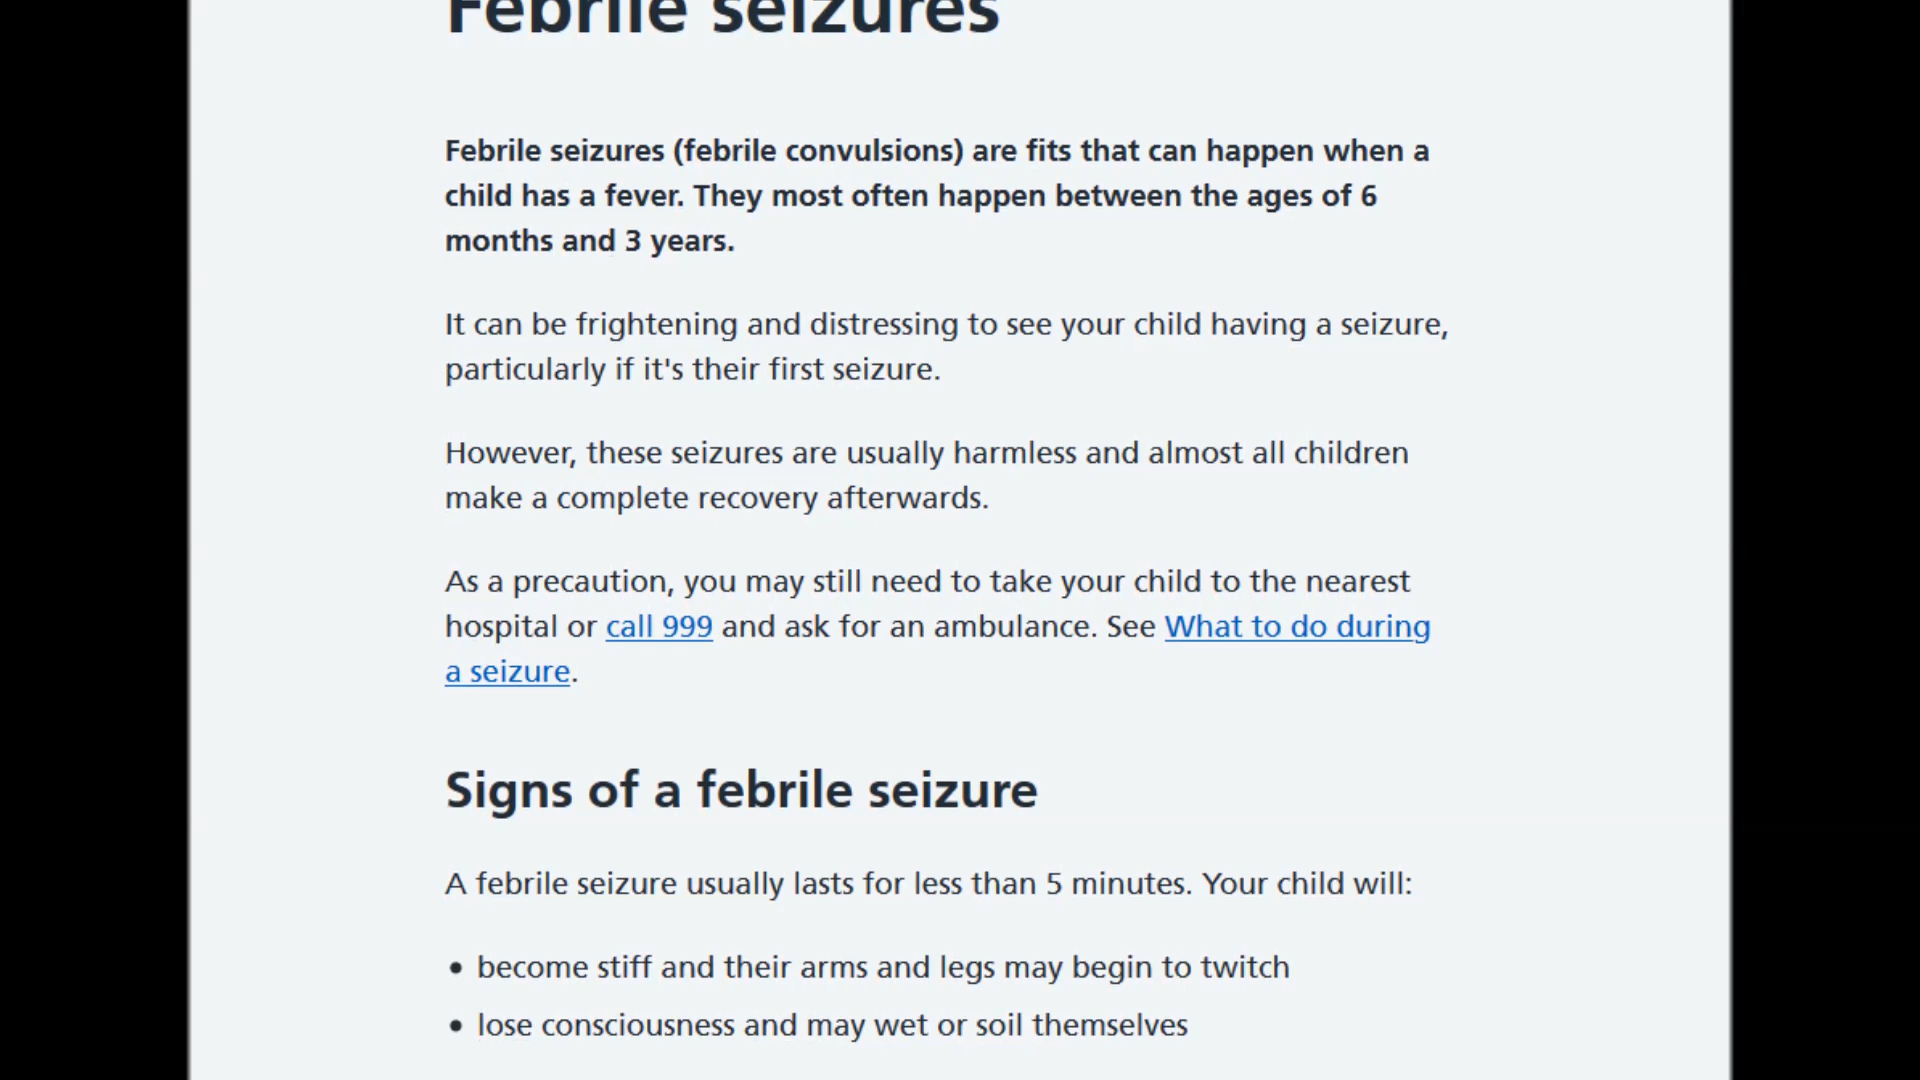 Febrile seizures
Febrile seizures (febrile convulsions) are fits that can happen when a
child has a fever. They most often happen between the ages of 6
months and 3 years.
It can be frightening and distressing to see your child having a seizure,
particularly if it's their first seizure.
However, these seizures are usually harmless and almost all children
make a complete recovery afterwards.
As a precaution, you may still need to take your child to the nearest
hospital or call 999 and ask for an ambulance. See What to do during
a seizure.
Signs of a febrile seizure
A febrile seizure usually lasts for less than 5 minutes. Your child will:
• become stiff and their arms and legs may begin to twitch
• lose consciousness and may wet or soil themselves